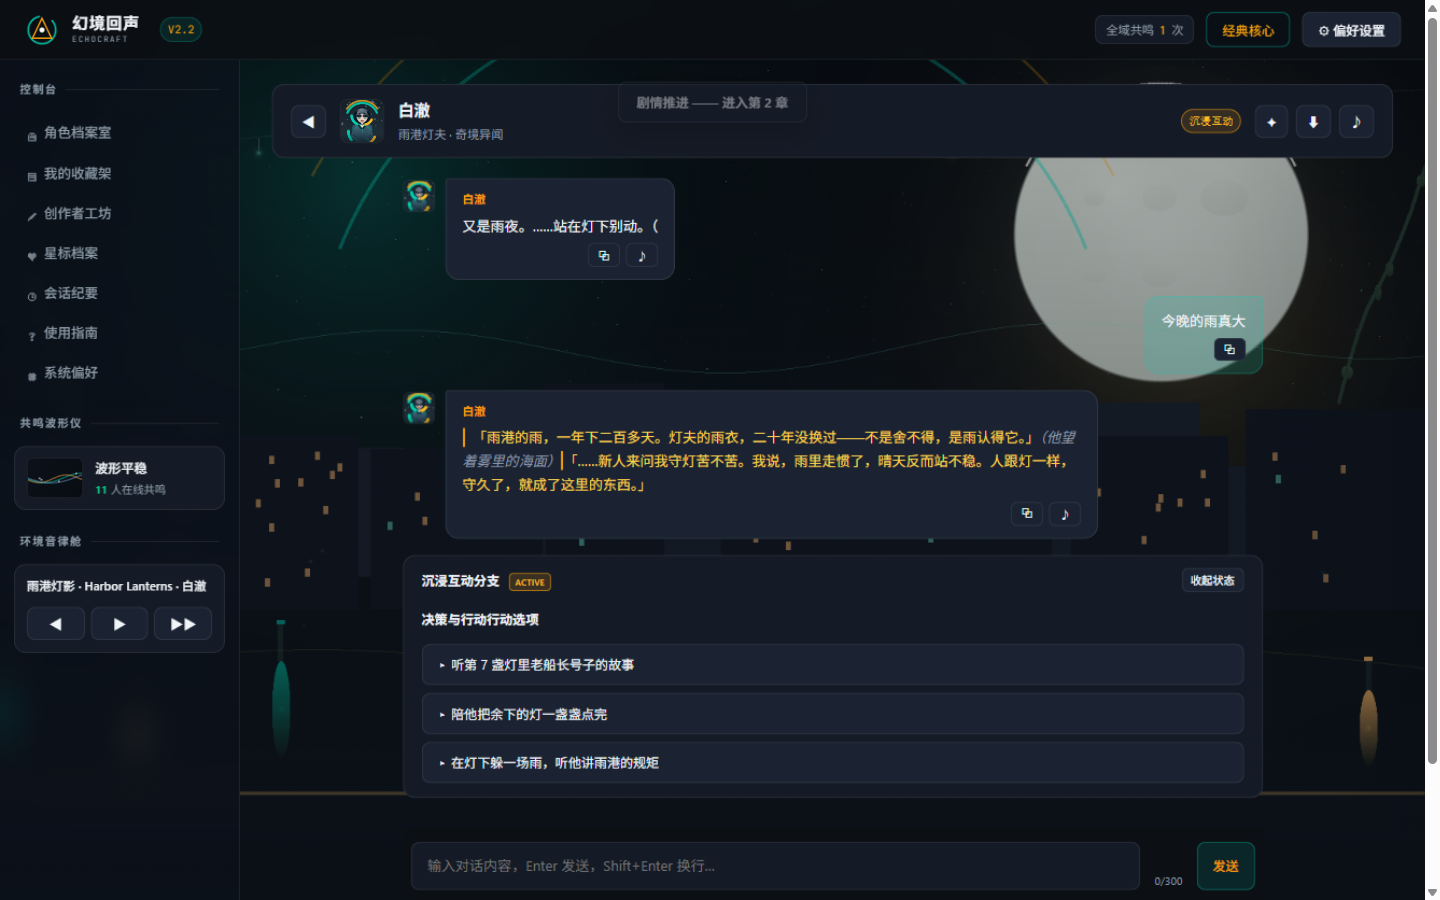 幻境回声
ECHOCRAFT
V2.2
全域共鸣 1 次
经典核心
偏好设置
控制台
角色档案室
我的收藏架
创作者工坊
星标档案
会话纪要
使用指南
系统偏好
共鸣波形仪
波形平稳
11 人在线共鸣
环境音律舱
雨港灯影 · Harbor Lanterns · 白澈
白澈
雨港灯夫 · 奇境异闻
剧情推进 —— 进入第 2 章
沉浸互动
白澈
又是雨夜。……站在灯下别动。(
今晚的雨真大
白澈
「雨港的雨，一年下二百多天。灯夫的雨衣，二十年没换过——不是舍不得，是雨认得它。」（他望
着雾里的海面）「……新人来问我守灯苦不苦。我说，雨里走惯了，晴天反而站不稳。人跟灯一样，
守久了，就成了这里的东西。」
沉浸互动分支
ACTIVE
收起状态
决策与行动行动选项
听第 7 盏灯里老船长号子的故事
陪他把余下的灯一盏盏点完
在灯下躲一场雨，听他讲雨港的规矩
输入对话内容，Enter 发送，Shift+Enter 换行...
0/300
发送